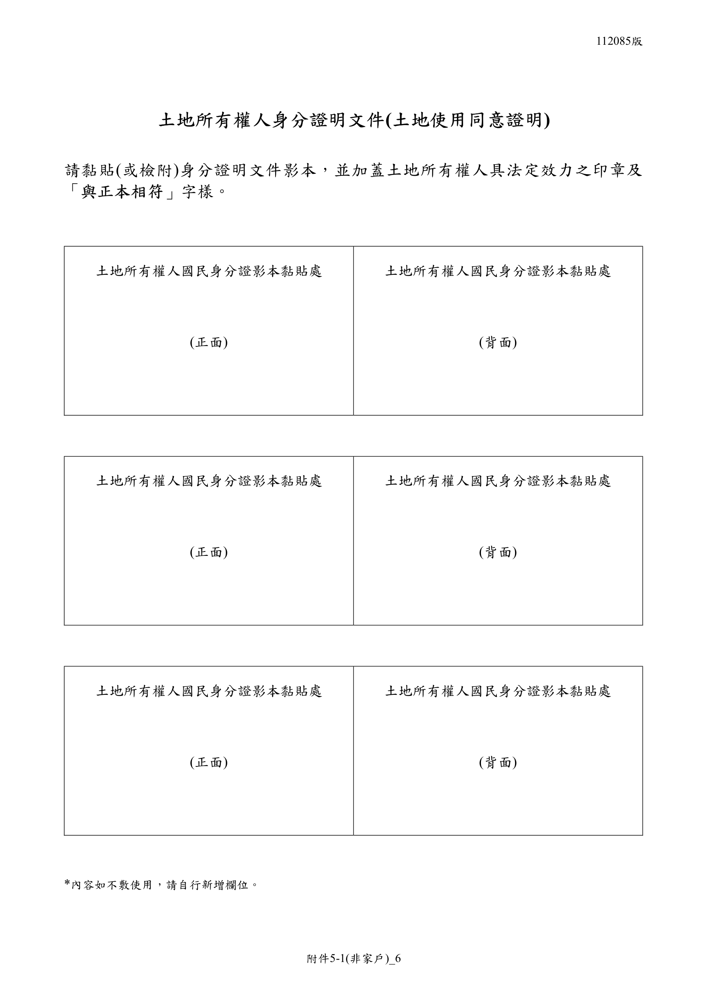 112085版
土地所有權人身分證明文件(土地使用同意證明)
請黏貼(或檢附)身分證明文件影本，並加蓋土地所有權人具法定效力之印章及
「與正本相符」字樣。
土地所有權人國民身分證影本黏貼處
(正面)
土地所有權人國民身分證影本黏貼處
(背面)
土地所有權人國民身分證影本黏貼處
(正面)
土地所有權人國民身分證影本黏貼處
(背面)
土地所有權人國民身分證影本黏貼處
(正面)
土地所有權人國民身分證影本黏貼處
(背面)
*內容如不敷使用，請自行新增欄位。
附件5-1(非家戶)_6